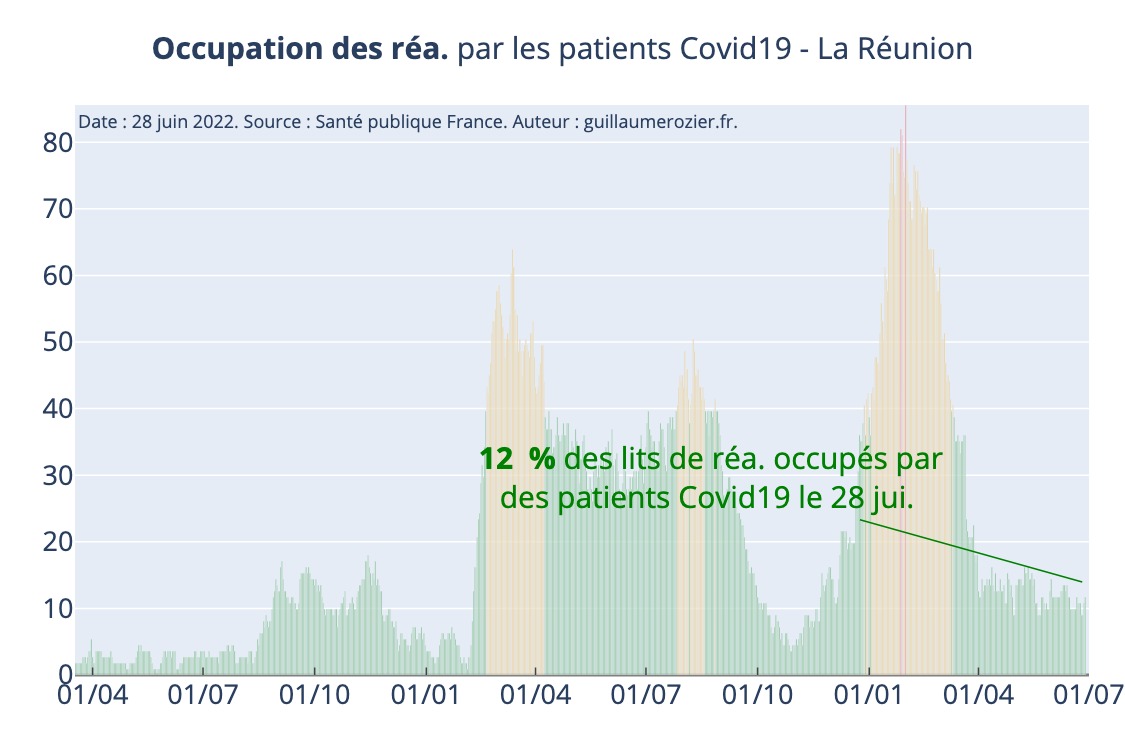 Occupation des réa. par les patients Covid19 - La Réunion
Date : 28 juin 2022. Source : Santé publique France. Auteur : guillaumerozier.fr.
80
70
60
50
40
30
20
10
0
12 % des lits de réa. occupés par
des patients Covid19 le 28 jui.
01/04 01/07 01/10 01/01 01/04 01/07 01/10 01/01 01/04 01/07